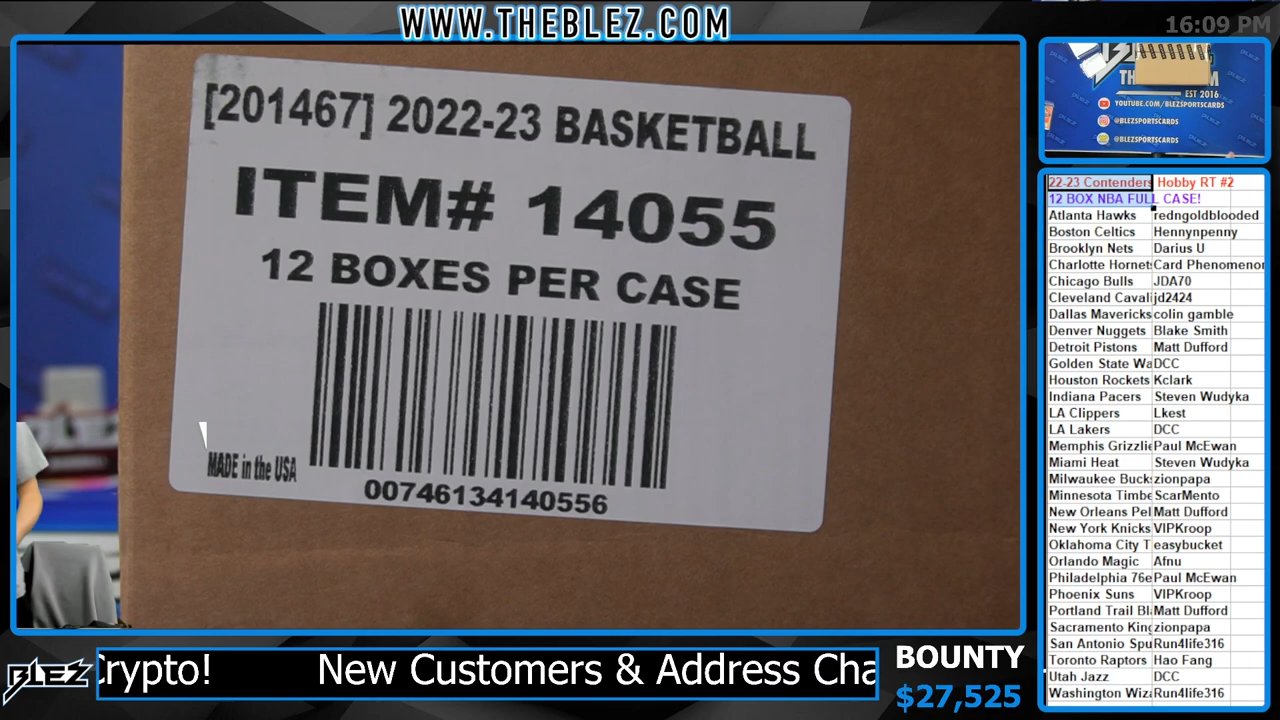 WWW.THEBLEZ.COM
16:09 PM
[201467] 2022-23 BASKETBALL
ITEM# 14055
12 BOXES PER CASE
MADE in the USA
00746134140556
EST 2016
YOUTUBE.COM/BLEZSPORTSCARDS
@BLEZSPORTSCARDS
@BLEZSPORTSCARDS
22-23 Contenders Hobby RT #2
12 BOX NBA FULL CASE!
Atlanta Hawks redngoldblooded
Boston Celtics Hennynpenny
Brooklyn Nets Darius U
Charlotte Hornets Card Phenomenon
Chicago Bulls JDA70
Cleveland Cavali jd2424
Dallas Mavericks colin gamble
Denver Nuggets Blake Smith
Detroit Pistons Matt Dufford
Golden State Wa DCC
Houston Rockets Kclark
Indiana Pacers Steven Wudyka
LA Clippers Lkest
LA Lakers DCC
Memphis Grizzlie Paul McEwan
Miami Heat Steven Wudyka
Milwaukee Bucks zionpapa
Minnesota Timbe ScarMento
New Orleans Pel Matt Dufford
New York Knicks VIPKroop
Oklahoma City T easybucket
Orlando Magic Afnu
Philadelphia 76e Paul McEwan
Phoenix Suns VIPKroop
Portland Trail Bl Matt Dufford
Sacramento King zionpapa
San Antonio Spu Run4life316
Toronto Raptors Hao Fang
Utah Jazz DCC
Washington Wiza Run4life316
BLEZ
Crypto! New Customers & Address Cha
BOUNTY
$27,525